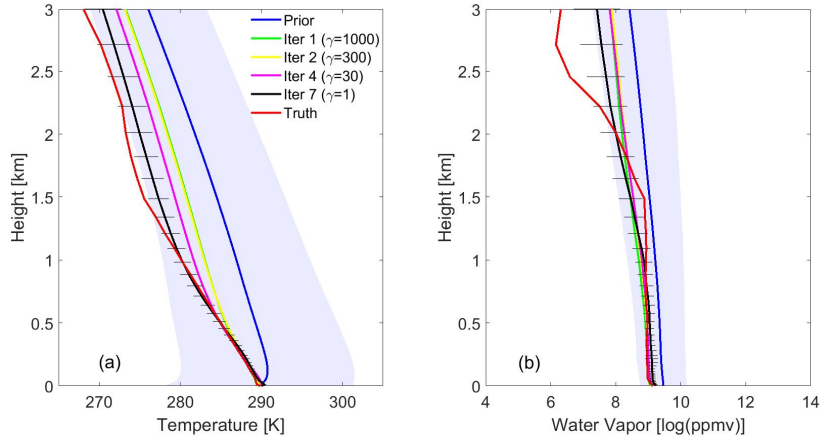 3
2.5
2
1.5
1
0.5
0
Height [km]
270
280
290
300
Temperature [K]
(a)
Prior
Iter 1 (γ=1000)
Iter 2 (γ=300)
Iter 4 (γ=30)
Iter 7 (γ=1)
Truth
3
2.5
2
1.5
1
0.5
0
Height [km]
4
6
8
10
12
14
Water Vapor [log(ppmv)]
(b)